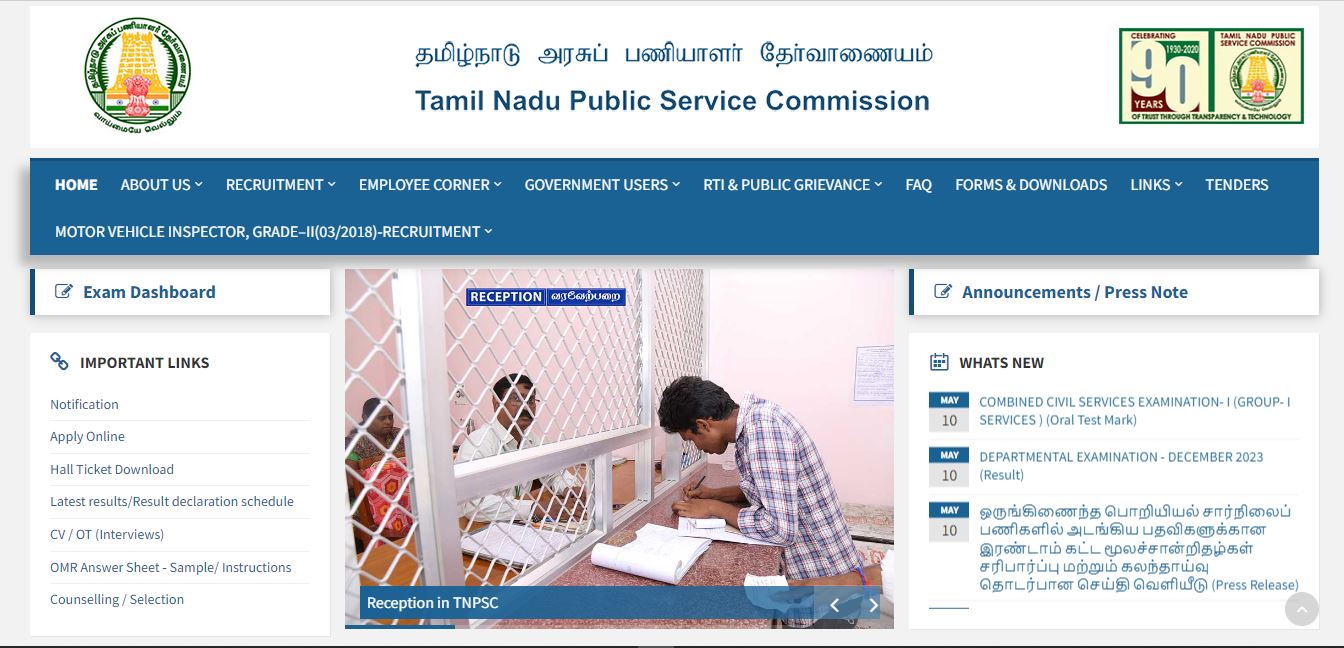 தமிழ்நாடு அரசுப் பணியாளர் தேர்வாணையம்
Tamil Nadu Public Service Commission
தமிழ்நாடு அரசுப் பணியாளர் தேர்வாணையம்
வாய்மையே வெல்லும்
CELEBRATING
1930-2020
90
YEARS
TAMIL NADU PUBLIC
SERVICE COMMISSION
OF TRUST THROUGH TRANSPARENCY & TECHNOLOGY
HOME ABOUT US RECRUITMENT EMPLOYEE CORNER GOVERNMENT USERS RTI & PUBLIC GRIEVANCE FAQ FORMS & DOWNLOADS LINKS TENDERS
MOTOR VEHICLE INSPECTOR, GRADE–II(03/2018)-RECRUITMENT
Exam Dashboard
IMPORTANT LINKS
Notification
Apply Online
Hall Ticket Download
Latest results/Result declaration schedule
CV / OT (Interviews)
OMR Answer Sheet - Sample/ Instructions
Counselling / Selection
RECEPTION வரவேற்பறை
Reception in TNPSC
Announcements / Press Note
WHATS NEW
MAY
10
COMBINED CIVIL SERVICES EXAMINATION- I (GROUP- I
SERVICES ) (Oral Test Mark)
MAY
10
DEPARTMENTAL EXAMINATION - DECEMBER 2023
(Result)
MAY
10
ஒருங்கிணைந்த பொறியியல் சார்நிலைப்
பணிகளில் அடங்கிய பதவிகளுக்கான
இரண்டாம் கட்ட மூலச்சான்றிதழ்கள்
சரிபார்ப்பு மற்றும் கலந்தாய்வு
தொடர்பான செய்தி வெளியீடு (Press Release)